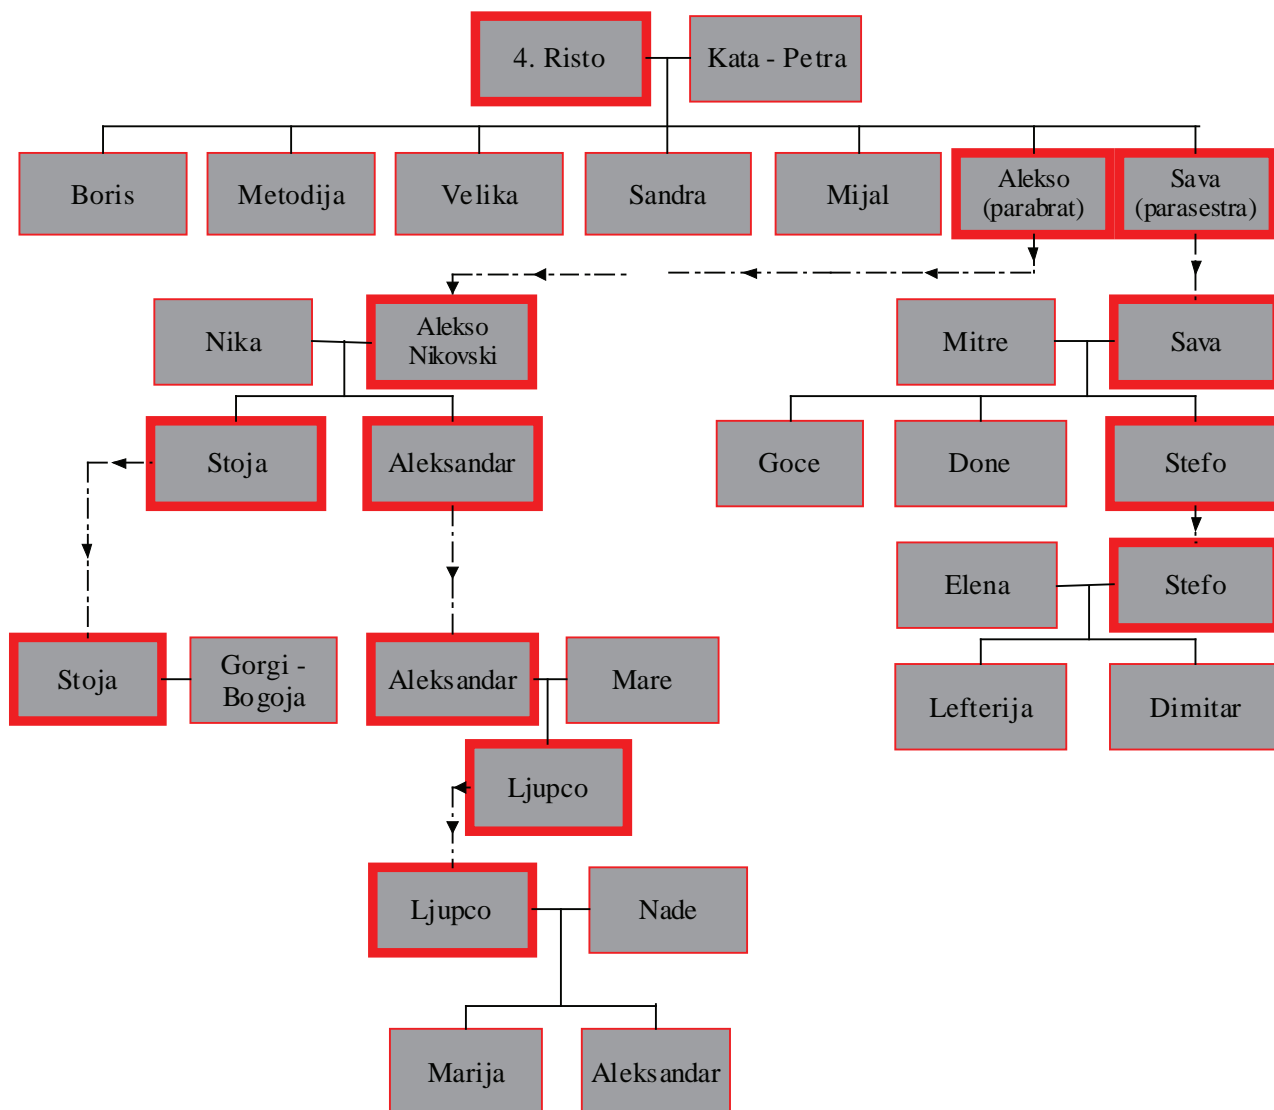 4. Risto
Kata - Petra
Boris
Metodija
Velika
Sandra
Mijal
Alekso
(parabrat)
Sava
(parasestra)
Nika
Alekso
Nikovski
Mitre
Sava
Stoja
Aleksandar
Goce
Done
Stefo
Elena
Stefo
Stoja
Gorgi -
Bogoja
Aleksandar
Mare
Lefterija
Dimitar
Ljupco
Ljupco
Nade
Marija
Aleksandar